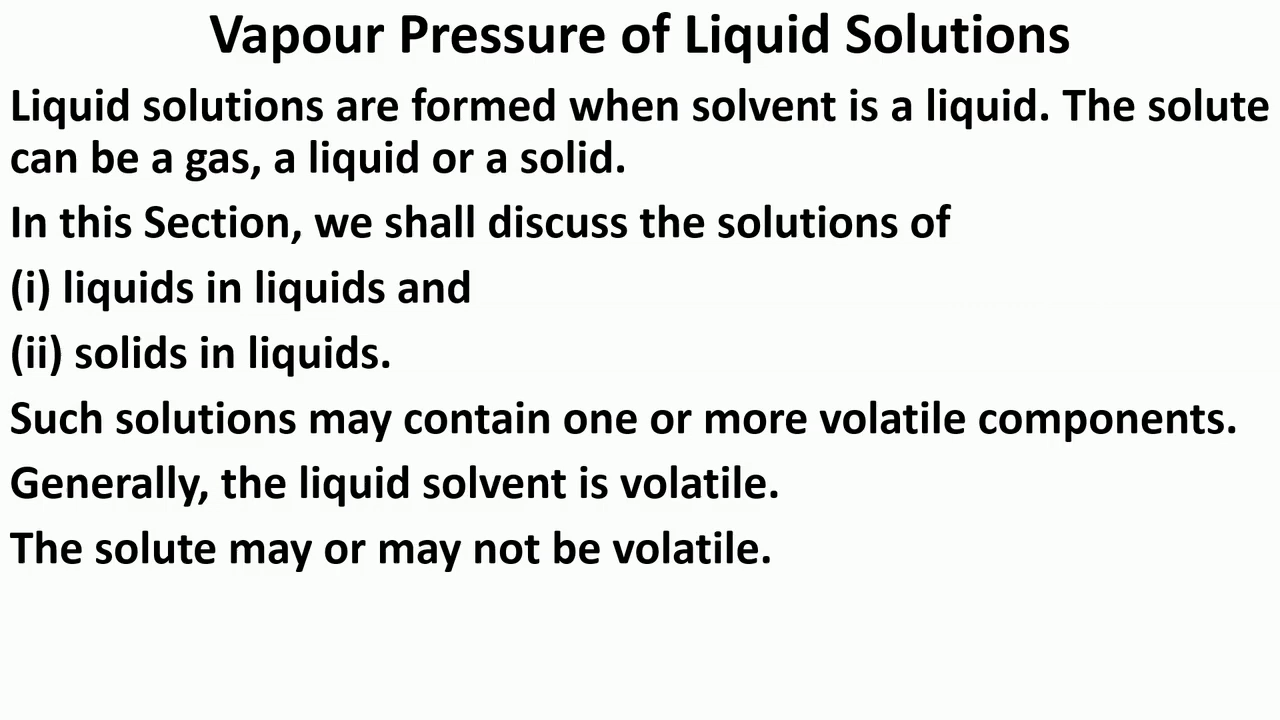 Vapour Pressure of Liquid Solutions
Liquid solutions are formed when solvent is a liquid. The solute
can be a gas, a liquid or a solid.
In this Section, we shall discuss the solutions of
(i) liquids in liquids and
(ii) solids in liquids.
Such solutions may contain one or more volatile components.
Generally, the liquid solvent is volatile.
The solute may or may not be volatile.